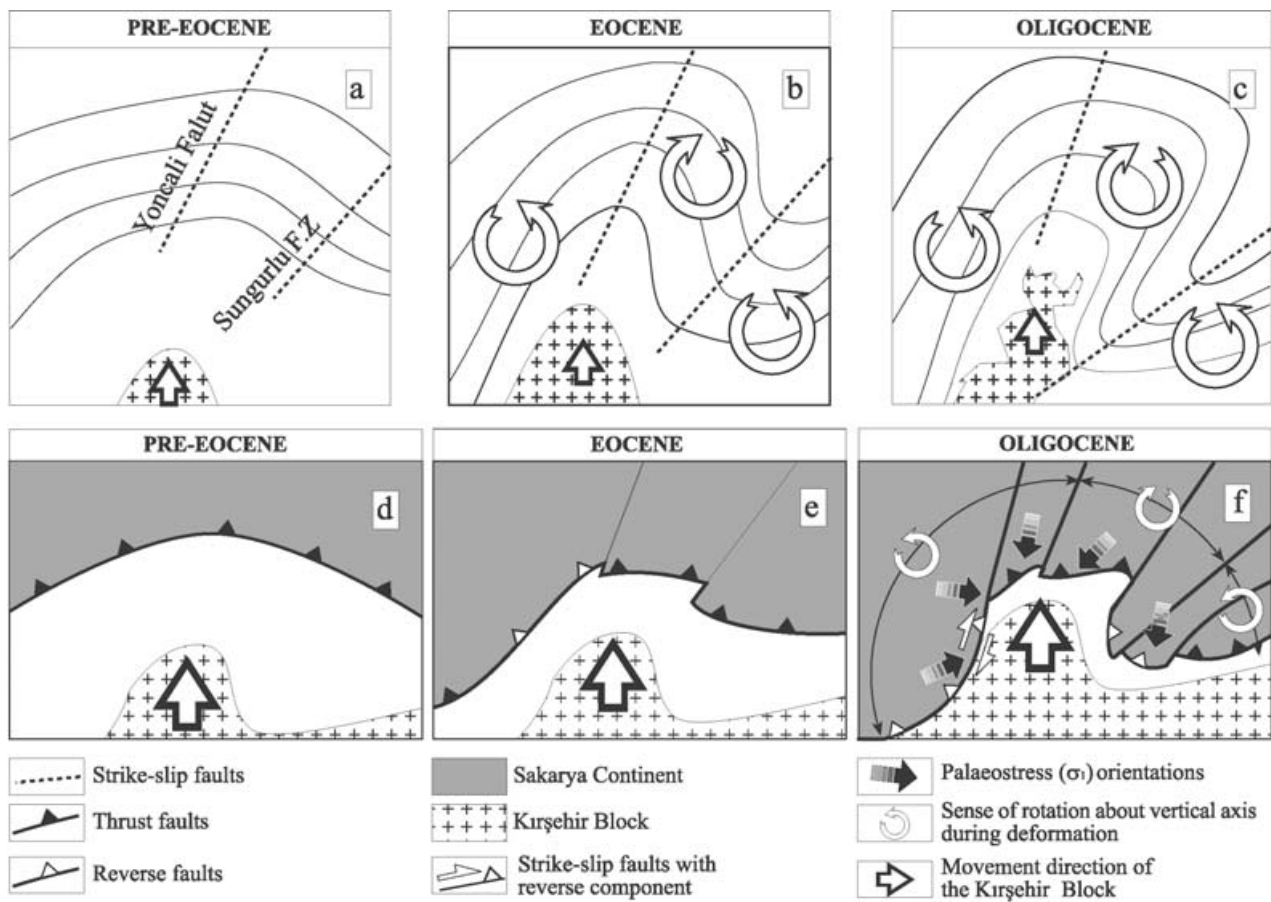 PRE-EOCENE
EOCENE
OLIGOCENE
a
b
c
Yoncali Falut
Sungurlu F Z
PRE-EOCENE
EOCENE
OLIGOCENE
d
e
f
Strike-slip faults
Thrust faults
Reverse faults
Sakarya Continent
Kırşehir Block
Strike-slip faults with
reverse component
Palaeostress (σ1) orientations
Sense of rotation about vertical axis
during deformation
Movement direction of
the Kırşehir Block